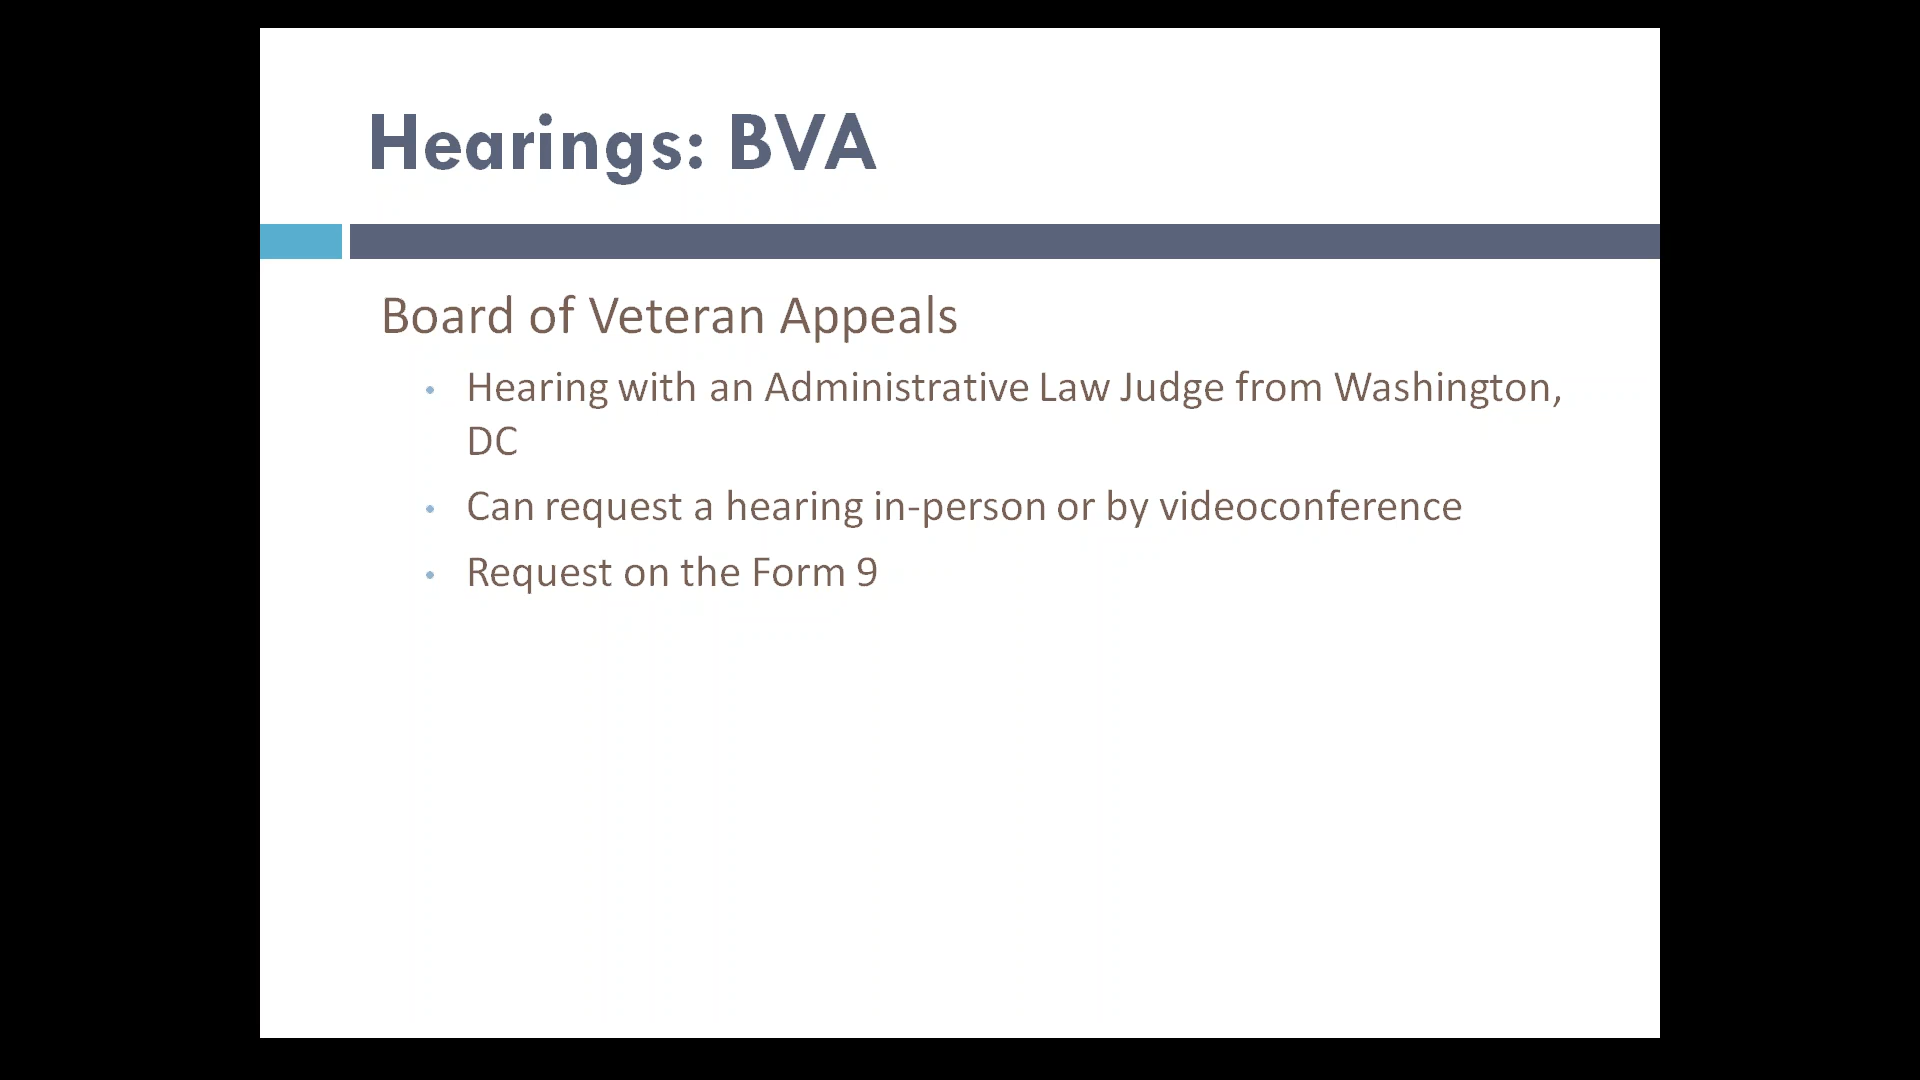 Hearings: BVA
Board of Veteran Appeals
• Hearing with an Administrative Law Judge from Washington,
DC
• Can request a hearing in-person or by videoconference
• Request on the Form 9